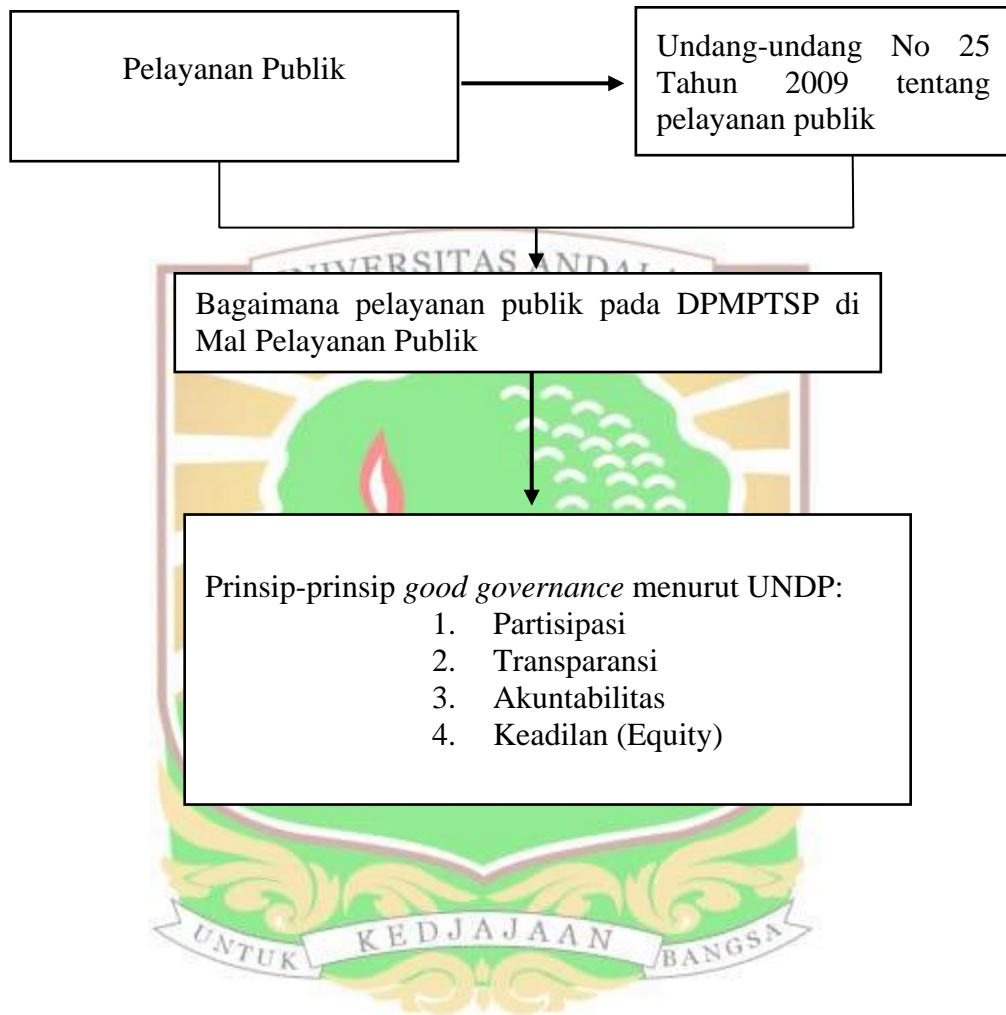 Pelayanan Publik
Undang-undang No 25
Tahun 2009 tentang
pelayanan publik
UNIVERSITAS ANDALA
Bagaimana pelayanan publik pada DPMPTSP di
Mal Pelayanan Publik
Prinsip-prinsip good governance menurut UNDP:
1. Partisipasi
2. Transparansi
3. Akuntabilitas
4. Keadilan (Equity)
UNTUK KEDJAJAAN BANGSA